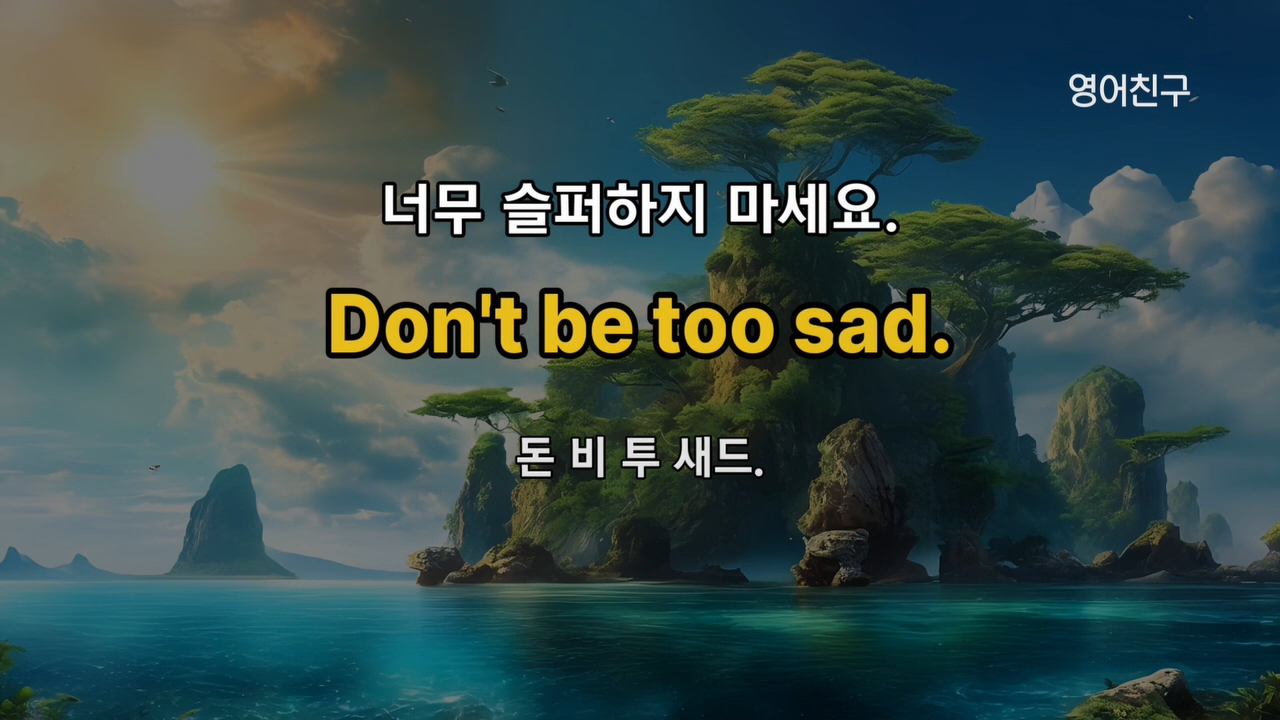 영어친구
너무 슬퍼하지 마세요.
Don't be too sad.
돈 비 투 새드.